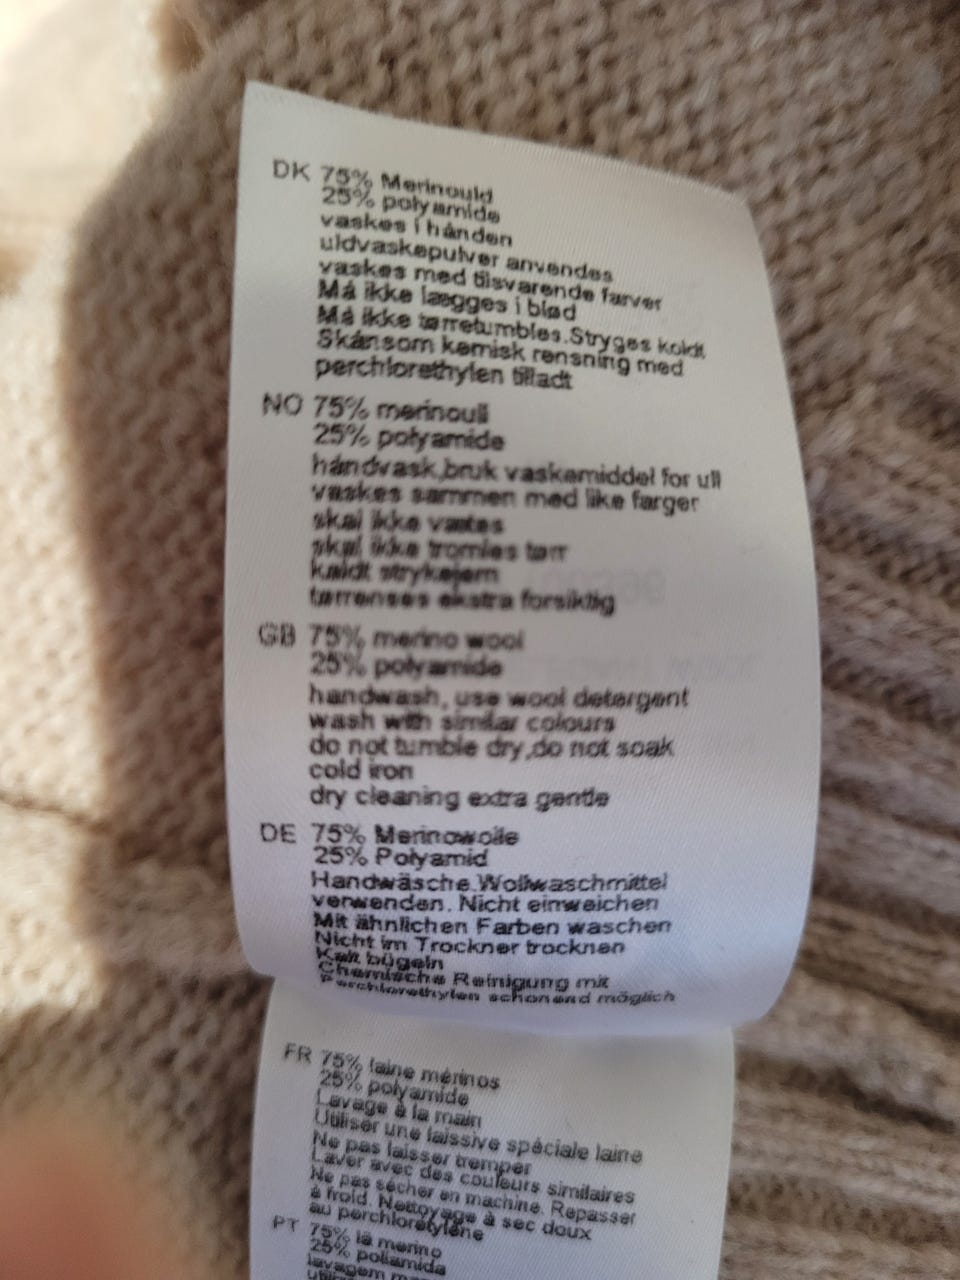 DK 75% Merinould
25% polyamide
vaskes i hånden
uldvaskepulver anvendes
vaskes med tilsvarende farver
Må ikke lægges i blød
Må ikke tørretumbles.Stryges koldt
Skånsom kemisk rensning med
perchlorethylen tilladt
NO 75% merinoull
25% polyamide
håndvask,bruk vaskemiddel for ull
vaskes sammen med like farger
skal ikke vætes
skal ikke tromles tørr
kaldt strykejern
tørrenses ekstra forsiktig
GB 75% merino wool
25% polyamide
handwash, use wool detergent
wash with similar colours
do not tumble dry,do not soak
cold iron
dry cleaning extra gentle
DE 75% Merinowolle
25% Polyamid
Handwäsche.Wollwaschmittel
verwenden. Nicht einweichen
Mit ähnlichen Farben waschen
Nicht im Trockner trocknen
Kalt bügeln
Chemische Reinigung mit
Perchlorethylen schonend möglich
FR 75% laine mérinos
25% polyamide
Lavage à la main
Utiliser une laissive spéciale laine
Ne pas laisser tremper
Laver avec des couleurs similaires
Ne pas sécher en machine. Repasser
à froid. Nettoyage à sec doux
au perchloretylène
PT 75% lã merino
25% poliamida
lavagem